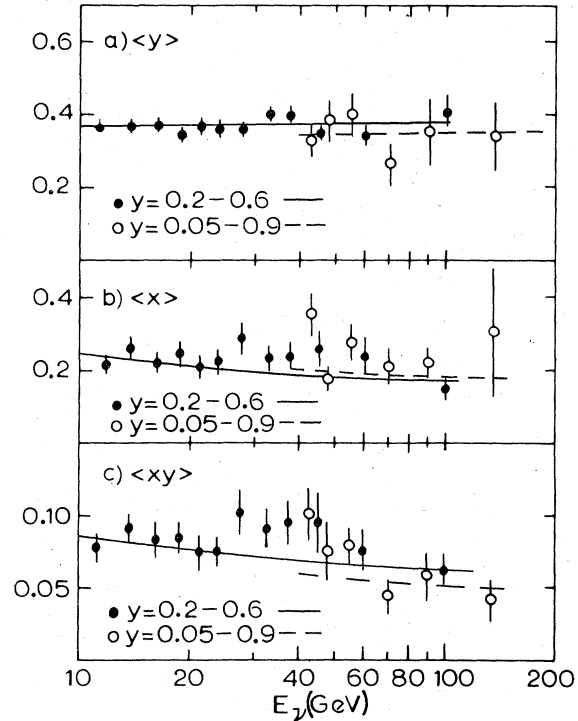 0.6
a) <y>
0.4
0.2
● y = 0.2 - 0.6 —
○ y = 0.05 - 0.9 – –
b) <x>
0.4
0.2
● y = 0.2 - 0.6 —
○ y = 0.05 - 0.9 – –
c) <xy>
0.10
0.05
● y = 0.2 - 0.6 —
○ y = 0.05 - 0.9 – –
10 20 40 60 80 100 200
Eν(GeV)